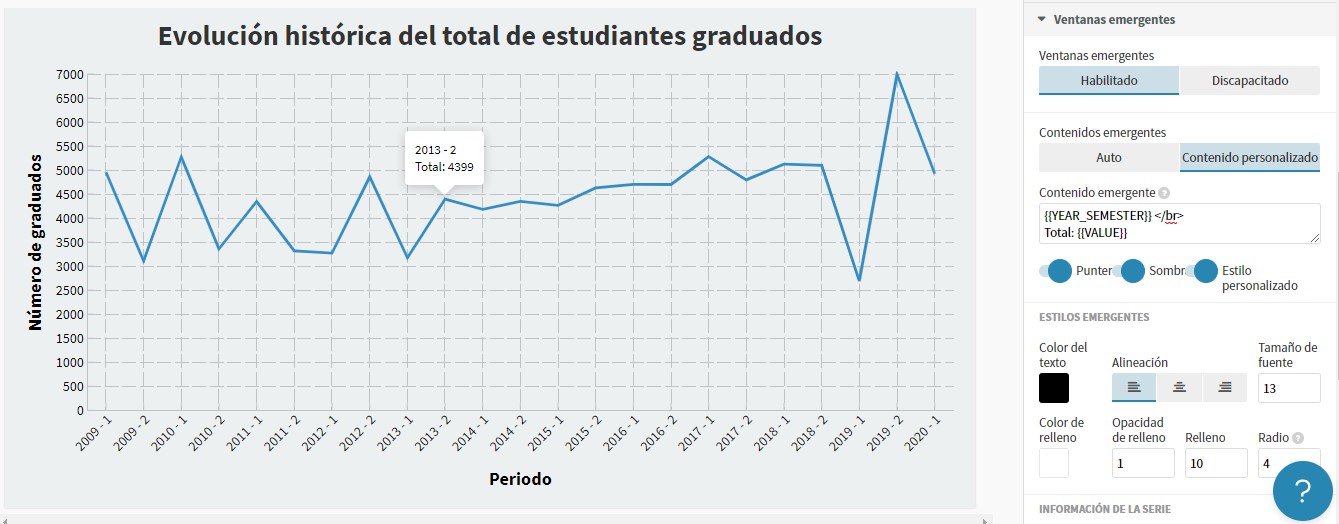 Evolución histórica del total de estudiantes graduados
7000
6500
6000
5500
5000
4500
4000
3500
3000
2500
2000
1500
1000
500
0
Número de graduados
2013 - 2
Total: 4399
2009 - 1
2009 - 2
2010 - 1
2010 - 2
2011 - 1
2011 - 2
2012 - 1
2012 - 2
2013 - 1
2013 - 2
2014 - 1
2014 - 2
2015 - 1
2015 - 2
2016 - 1
2016 - 2
2017 - 1
2017 - 2
2018 - 1
2018 - 2
2019 - 1
2019 - 2
2020 - 1
Periodo
Ventanas emergentes
Ventanas emergentes
Habilitado Discapacitado
Contenidos emergentes
Auto Contenido personalizado
Contenido emergente ?
{{YEAR_SEMESTER}} </br>
Total: {{VALUE}}
Punter Sombr Estilo
personalizado
ESTILOS EMERGENTES
Color del Alineación Tamaño de
texto fuente
13
Color de Opacidad Relleno Radio ?
relleno de relleno
1 10 4
?
INFORMACIÓN DE LA SERIE